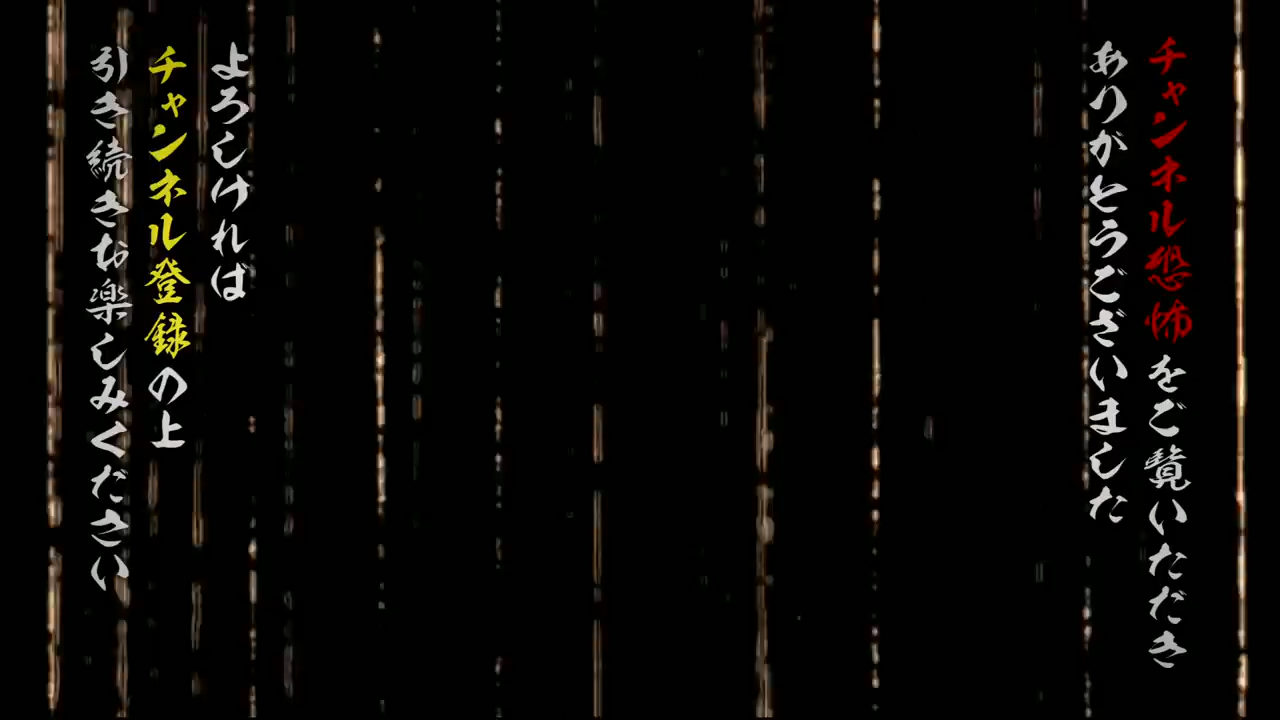 チャンネル恐怖をご覧いただき
ありがとうございました
よろしければ
チャンネル登録の上
引き続きお楽しみください